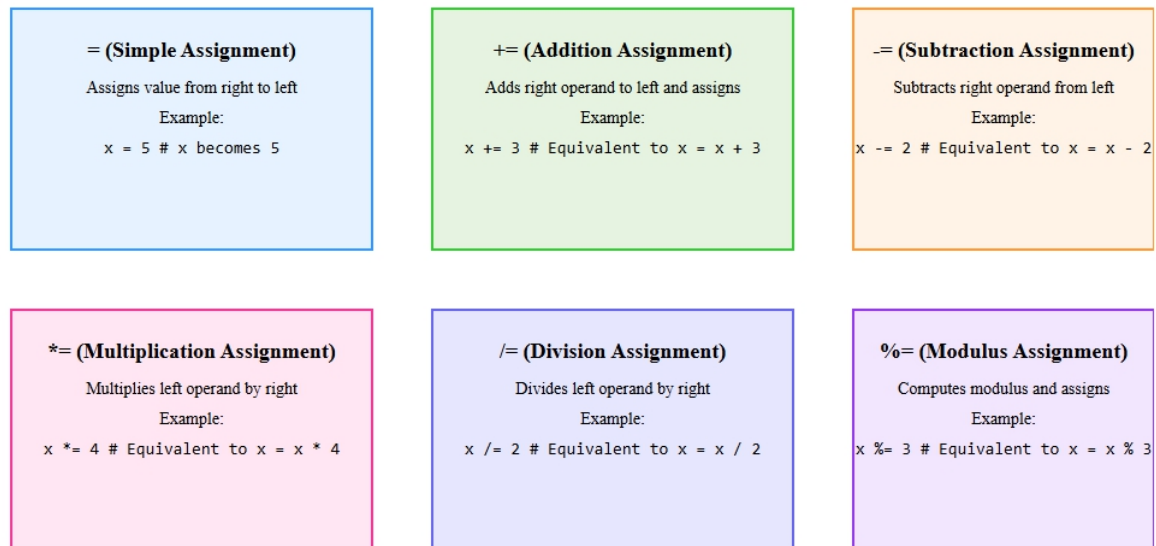 = (Simple Assignment)
Assigns value from right to left
Example:
x = 5 # x becomes 5
+= (Addition Assignment)
Adds right operand to left and assigns
Example:
x += 3 # Equivalent to x = x + 3
-= (Subtraction Assignment)
Subtracts right operand from left
Example:
x -= 2 # Equivalent to x = x - 2
*= (Multiplication Assignment)
Multiplies left operand by right
Example:
x *= 4 # Equivalent to x = x * 4
/= (Division Assignment)
Divides left operand by right
Example:
x /= 2 # Equivalent to x = x / 2
%= (Modulus Assignment)
Computes modulus and assigns
Example:
x %= 3 # Equivalent to x = x % 3